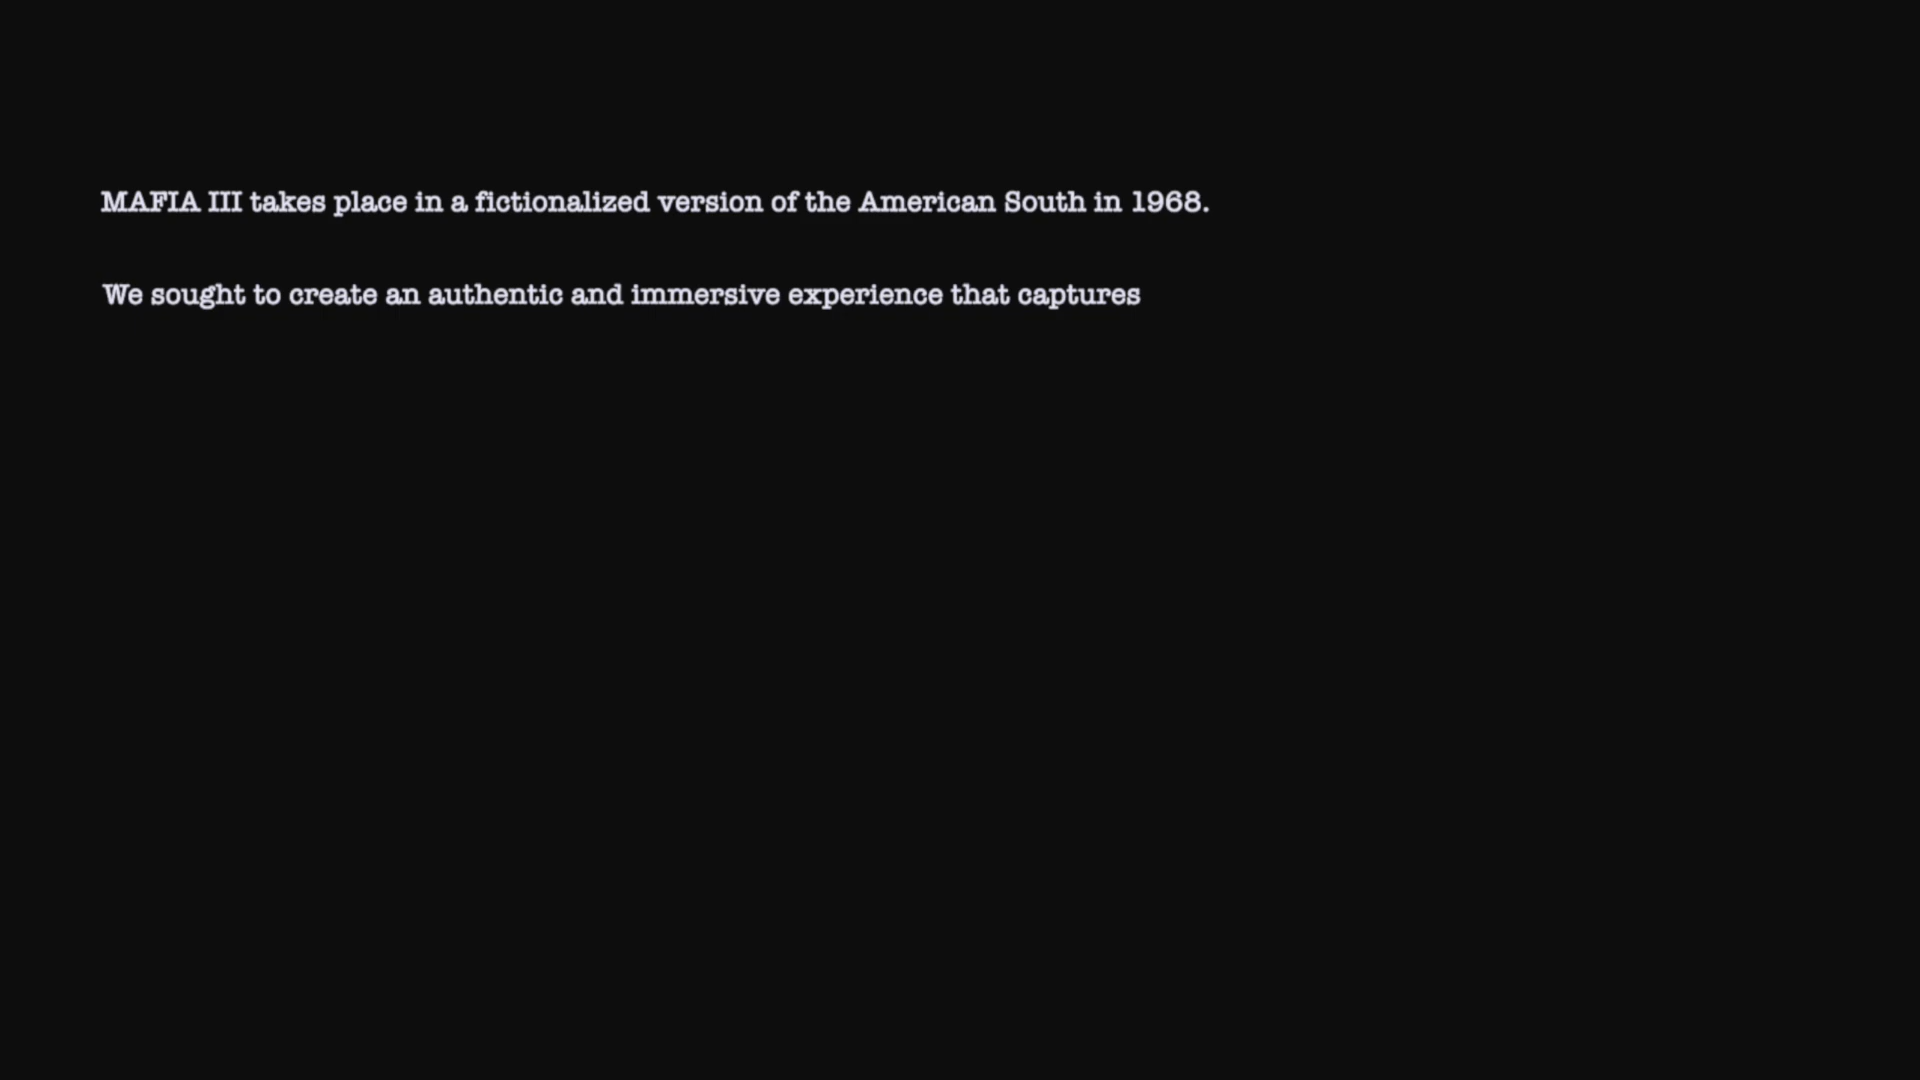 MAFIA III takes place in a fictionalized version of the American South in 1968.
We sought to create an authentic and immersive experience that captures